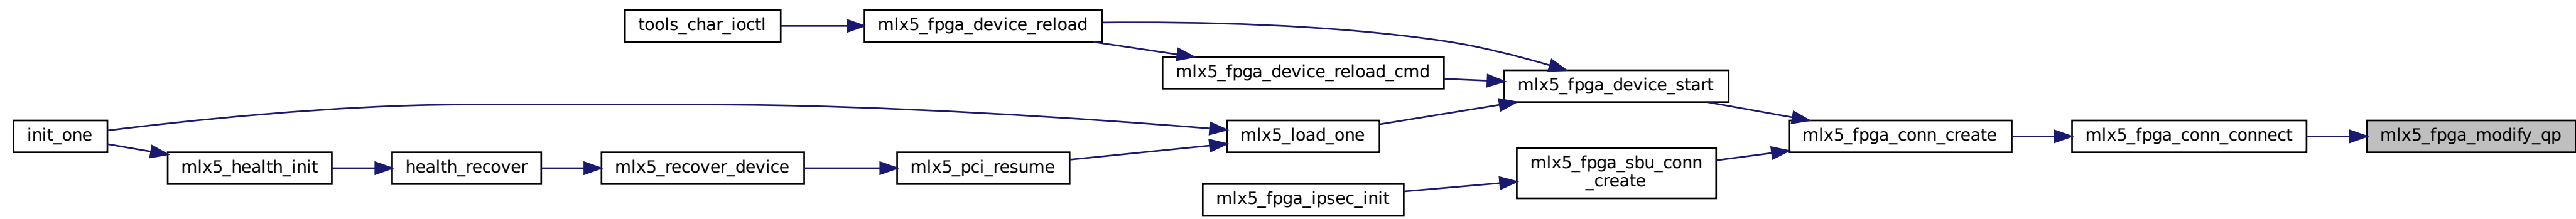 tools_char_ioctl
mlx5_fpga_device_reload
mlx5_fpga_device_reload_cmd
mlx5_fpga_device_start
init_one
mlx5_load_one
mlx5_fpga_conn_create
mlx5_fpga_conn_connect
mlx5_fpga_modify_qp
mlx5_health_init
health_recover
mlx5_recover_device
mlx5_pci_resume
mlx5_fpga_sbu_conn
_create
mlx5_fpga_ipsec_init